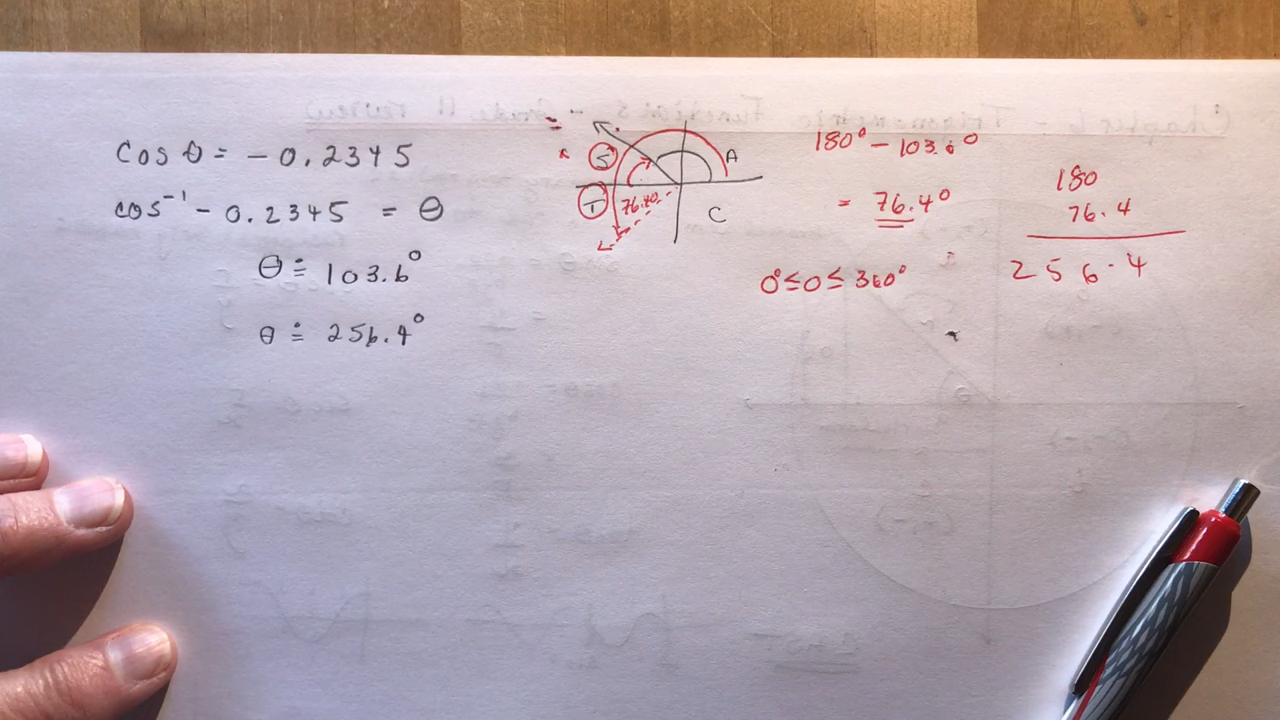 cos θ = -0.2345
cos⁻¹ -0.2345 = θ
θ ≐ 103.6°
θ ≐ 256.4°
S
A
T
76.4°
C
180° - 103.6°
= 76.4°
0° ≤ θ ≤ 360°
180
76.4
256.4